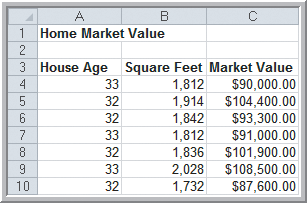 A B C
1 Home Market Value
2
3 House Age Square Feet Market Value
4 33 1,812 $90,000.00
5 32 1,914 $104,400.00
6 32 1,842 $93,300.00
7 33 1,812 $91,000.00
8 32 1,836 $101,900.00
9 33 2,028 $108,500.00
10 32 1,732 $87,600.00